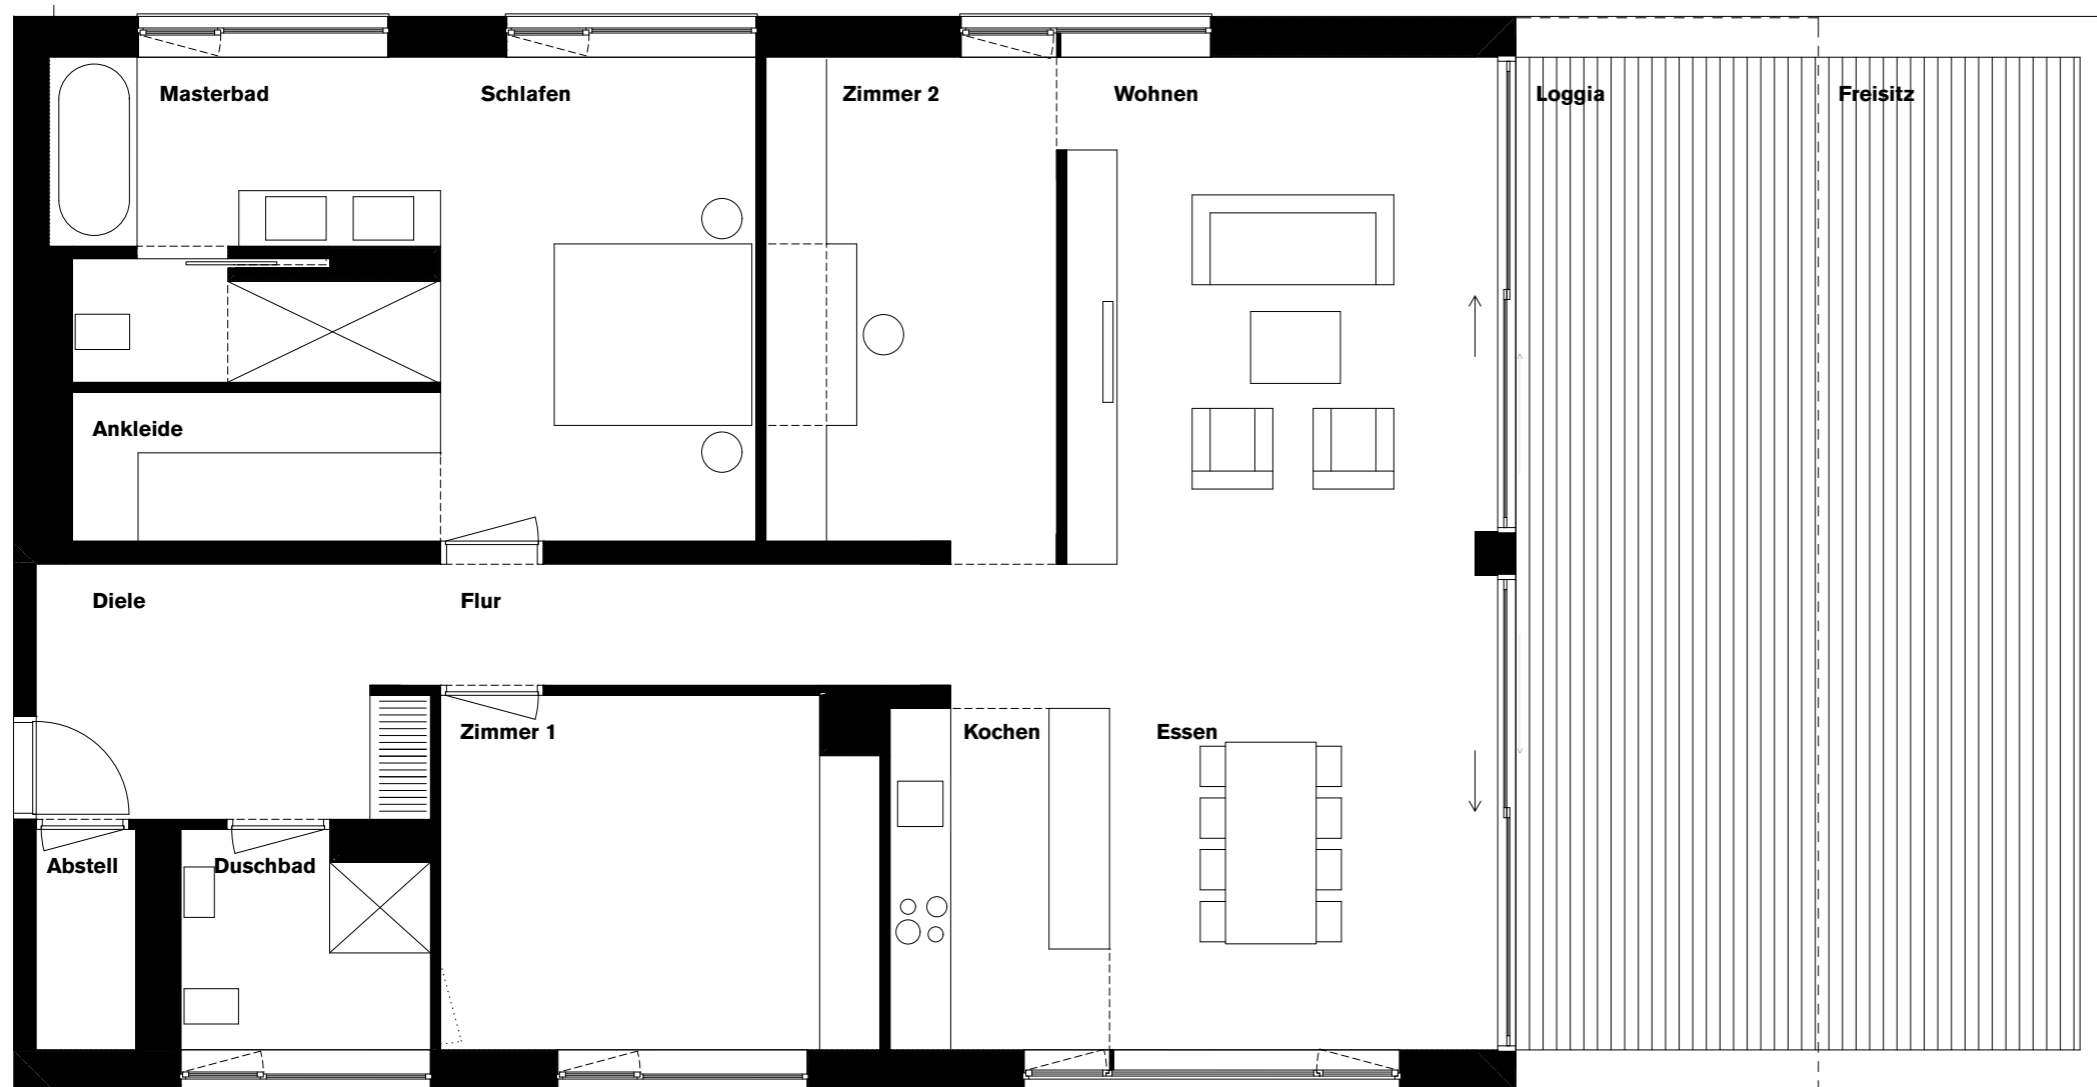 Masterbad
Schlafen
Zimmer 2
Wohnen
Loggia
Freisitz
Ankleide
Diele
Flur
Zimmer 1
Kochen
Essen
Abstell
Duschbad